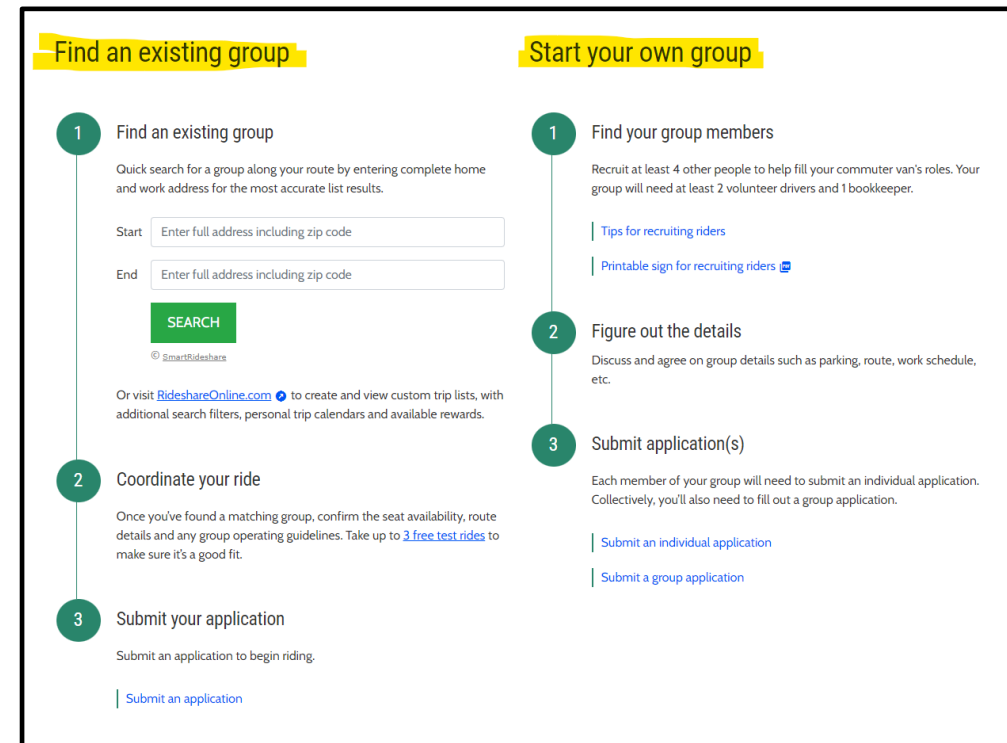 Find an existing group
1
Find an existing group
Quick search for a group along your route by entering complete home
and work address for the most accurate list results.
Start
Enter full address including zip code
End
Enter full address including zip code
SEARCH
© SmartRideshare
Or visit RideshareOnline.com to create and view custom trip lists, with
additional search filters, personal trip calendars and available rewards.
2
Coordinate your ride
Once you've found a matching group, confirm the seat availability, route
details and any group operating guidelines. Take up to 3 free test rides to
make sure it's a good fit.
3
Submit your application
Submit an application to begin riding.
Submit an application
Start your own group
1
Find your group members
Recruit at least 4 other people to help fill your commuter van's roles. Your
group will need at least 2 volunteer drivers and 1 bookkeeper.
Tips for recruiting riders
Printable sign for recruiting riders
2
Figure out the details
Discuss and agree on group details such as parking, route, work schedule,
etc.
3
Submit application(s)
Each member of your group will need to submit an individual application.
Collectively, you'll also need to fill out a group application.
Submit an individual application
Submit a group application